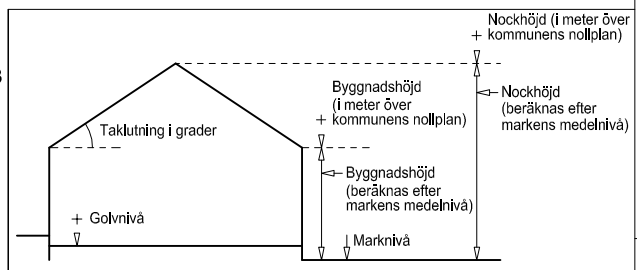 Nockhöjd (i meter över
+ kommunens nollplan)
Byggnadshöjd
(i meter över
+ kommunens nollplan)
Nockhöjd
(beräknas efter
markens medelnivå)
Taklutning i grader
Byggnadshöjd
(beräknas efter
markens medelnivå)
+ Golvnivå
Marknivå